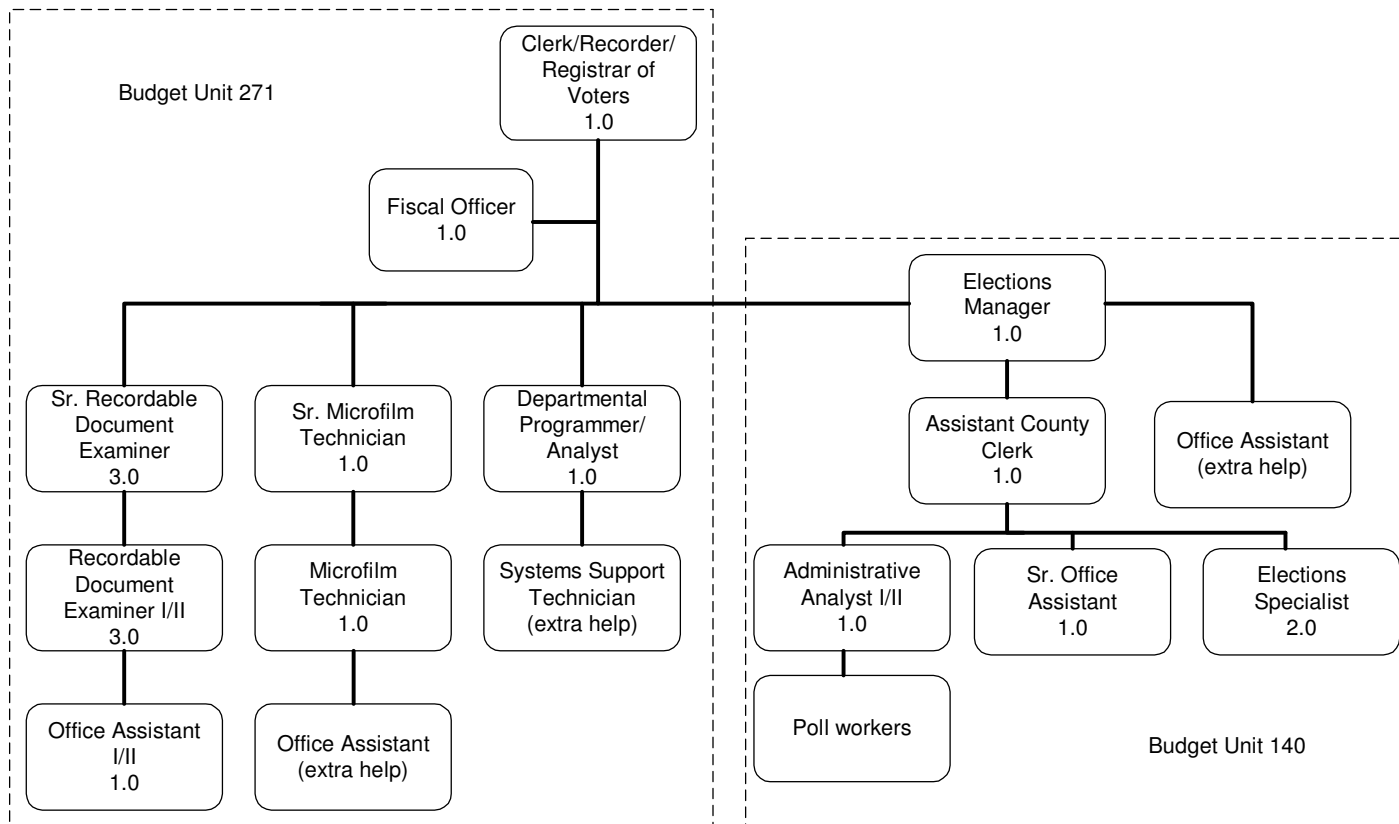 Clerk/Recorder/
Registrar of
Voters
1.0
Budget Unit 271
Fiscal Officer
1.0
Elections
Manager
1.0
Sr. Recordable
Document
Examiner
3.0
Sr. Microfilm
Technician
1.0
Departmental
Programmer/
Analyst
1.0
Assistant County
Clerk
1.0
Office Assistant
(extra help)
Recordable
Document
Examiner I/II
3.0
Microfilm
Technician
1.0
Systems Support
Technician
(extra help)
Administrative
Analyst I/II
1.0
Sr. Office
Assistant
1.0
Elections
Specialist
2.0
Office Assistant
I/II
1.0
Office Assistant
(extra help)
Poll workers
Budget Unit 140